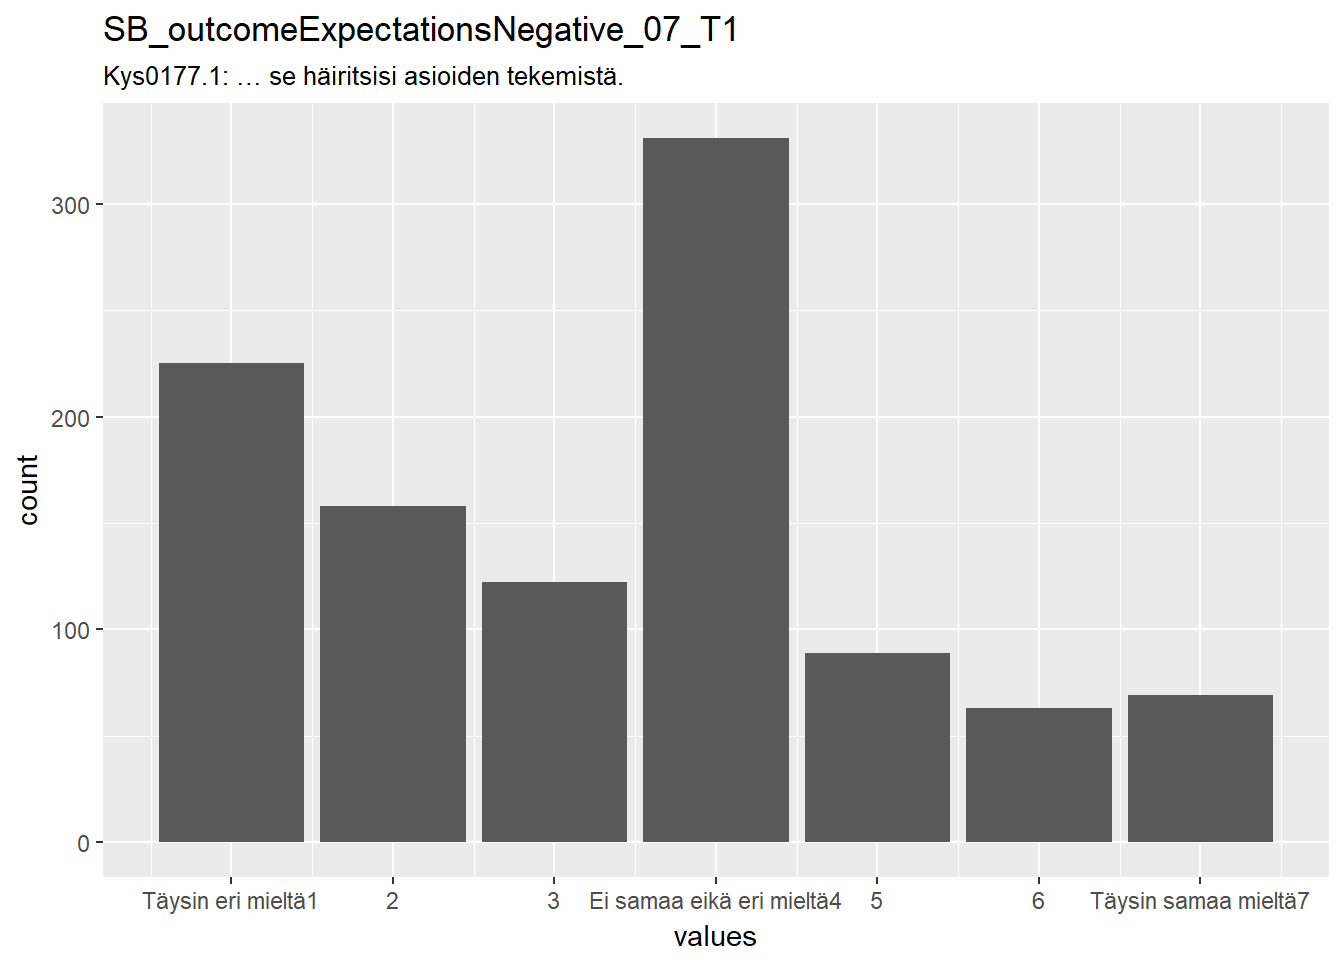 SB_outcomeExpectationsNegative_07_T1
Kys0177.1: … se häiritsisi asioiden tekemistä.
count
300
200
100
0
Täysin eri mieltä1 2 3 Ei samaa eikä eri mieltä4 5 6 Täysin samaa mieltä7
values